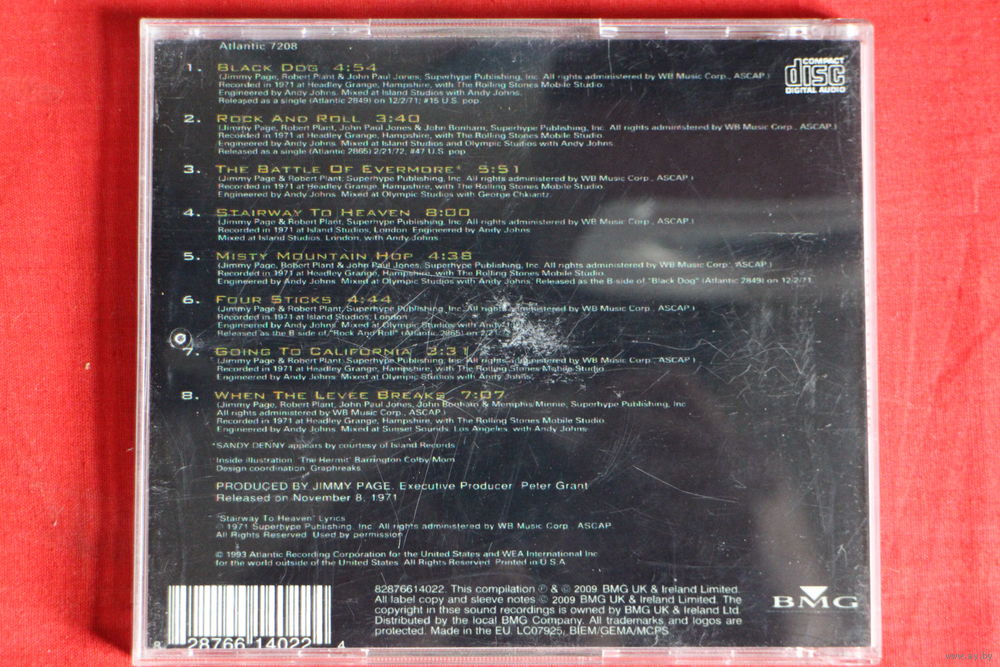 Atlantic 7208
COMPACT
disc
DIGITAL AUDIO
1. BLACK DOG 4:54
(Jimmy Page, Robert Plant & John Paul Jones, Superhype Publishing, Inc. All rights administered by WB Music Corp., ASCAP.)
Recorded in 1971 at Headley Grange, Hampshire, with The Rolling Stones Mobile Studio.
Engineered by Andy Johns. Mixed at Island Studios with Andy Johns.
Released as a single (Atlantic 2849) on 12/2/71; #15 U.S. pop.
2. ROCK AND ROLL 3:40
(Jimmy Page, Robert Plant, John Paul Jones & John Bonham, Superhype Publishing, Inc. All rights administered by WB Music Corp., ASCAP.)
Recorded in 1971 at Headley Grange, Hampshire, with The Rolling Stones Mobile Studio.
Engineered by Andy Johns. Mixed at Island Studios and Olympic Studios with Andy Johns.
Released as a single (Atlantic 2865) 2/21/72, #47 U.S. pop.
3. THE BATTLE OF EVERMORE* 5:51
(Jimmy Page & Robert Plant, Superhype Publishing, Inc. All rights administered by WB Music Corp., ASCAP.)
Recorded in 1971 at Headley Grange, Hampshire, with The Rolling Stones Mobile Studio.
Engineered by Andy Johns. Mixed at Olympic Studios with George Chkiantz.
4. STAIRWAY TO HEAVEN 8:00
(Jimmy Page & Robert Plant, Superhype Publishing, Inc. All rights administered by WB Music Corp., ASCAP.)
Recorded in 1971 at Island Studios, London. Engineered by Andy Johns.
Mixed at Island Studios, London, with Andy Johns.
5. MISTY MOUNTAIN HOP 4:38
(Jimmy Page, Robert Plant & John Paul Jones, Superhype Publishing, Inc. All rights administered by WB Music Corp., ASCAP.)
Recorded in 1971 at Headley Grange, Hampshire, with The Rolling Stones Mobile Studio.
Engineered by Andy Johns. Mixed at Olympic Studios with Andy Johns; Released as the B-side of "Black Dog" (Atlantic 2849) on 12/2/71.
6. FOUR STICKS 4:44
(Jimmy Page & Robert Plant, Superhype Publishing, Inc. All rights administered by WB Music Corp., ASCAP.)
Recorded in 1971 at Island Studios, London.
Engineered by Andy Johns. Mixed at Olympic Studios with Andy
Released as the B side of "Rock And Roll" (Atlantic 2865) on 2/21
7. GOING TO CALIFORNIA 3:31
(Jimmy Page & Robert Plant, Superhype Publishing, Inc. All rights administered by WB Music Corp., ASCAP.)
Recorded in 1971 at Headley Grange, Hampshire, with The Rolling Stones Mobile Studio.
Engineered by Andy Johns. Mixed at Olympic Studios with Andy Johns.
8. WHEN THE LEVEE BREAKS 7:07
(Jimmy Page, Robert Plant, John Paul Jones, John Bonham & Memphis Minnie, Superhype Publishing, Inc.
All rights administered by WB Music Corp., ASCAP.)
Recorded in 1971 at Headley Grange, Hampshire, with The Rolling Stones Mobile Studio.
Engineered by Andy Johns. Mixed at Sunset Sounds, Los Angeles, with Andy Johns.
*SANDY DENNY appears by courtesy of Island Records
Inside illustration 'The Hermit' Barrington Colby Mom
Design coordination: Graphreaks
PRODUCED BY JIMMY PAGE. Executive Producer Peter Grant
Released on November 8, 1971
"Stairway To Heaven" Lyrics
© 1971 Superhype Publishing, Inc. All rights administered by WB Music Corp., ASCAP.
All Rights Reserved. Used by permission
© 1993 Atlantic Recording Corporation for the United States and WEA International Inc.
for the world outside of the United States. All Rights Reserved. Printed in U.S.A.
8 28766 14022 4
82876614022. This compilation ℗ & © 2009 BMG UK & Ireland Limited.
All label copy and sleeve notes © 2009 BMG UK & Ireland Limited. The
copyright in thse sound recordings is owned by BMG UK & Ireland Ltd.
Distributed by the local BMG Company. All trademarks and logos are
protected. Made in the EU. LC07925, BIEM/GEMA/MCPS.
BMG